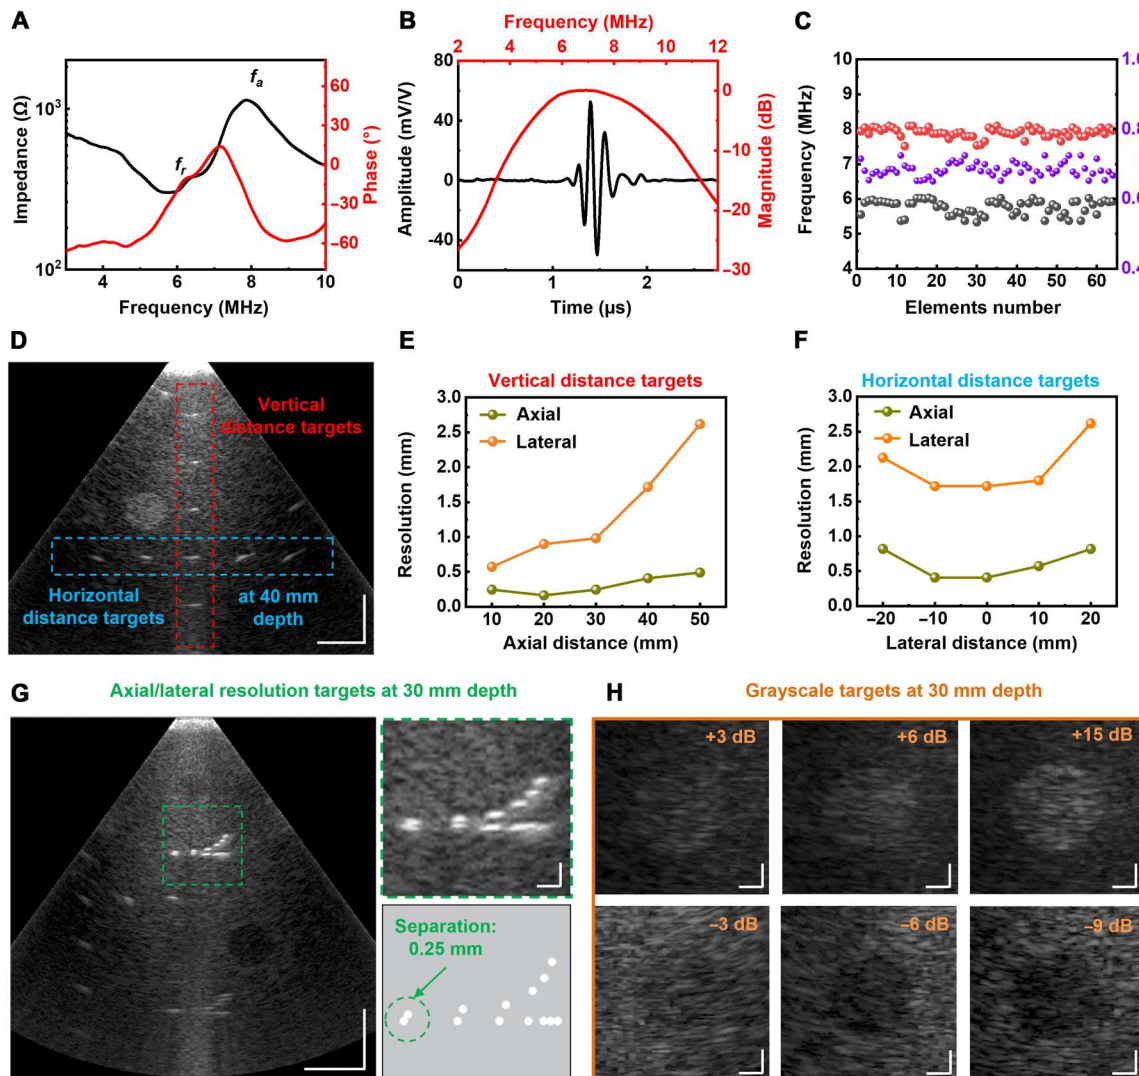 A
Impedance (Ω)
10³
10²
f_a
f_r
60
30
0
−30
−60
Phase (°)
4
6
8
10
Frequency (MHz)
B
Frequency (MHz)
2
4
6
8
10
12
Amplitude (mV/V)
80
40
0
−40
0
−10
−20
−30
Magnitude (dB)
0
1
2
Time (µs)
C
Frequency (MHz)
10
9
8
7
6
5
4
0
10
20
30
40
50
60
Elements number
D
Vertical
distance targets
Horizontal
distance targets
at 40 mm
depth
E
Vertical distance targets
Axial
Lateral
Resolution (mm)
3.0
2.5
2.0
1.5
1.0
0.5
0.0
10
20
30
40
50
Axial distance (mm)
F
Horizontal distance targets
Axial
Lateral
Resolution (mm)
3.0
2.5
2.0
1.5
1.0
0.5
0.0
−20
−10
0
10
20
Lateral distance (mm)
G
Axial/lateral resolution targets at 30 mm depth
Separation:
0.25 mm
H
Grayscale targets at 30 mm depth
+3 dB
+6 dB
+15 dB
−3 dB
−6 dB
−9 dB